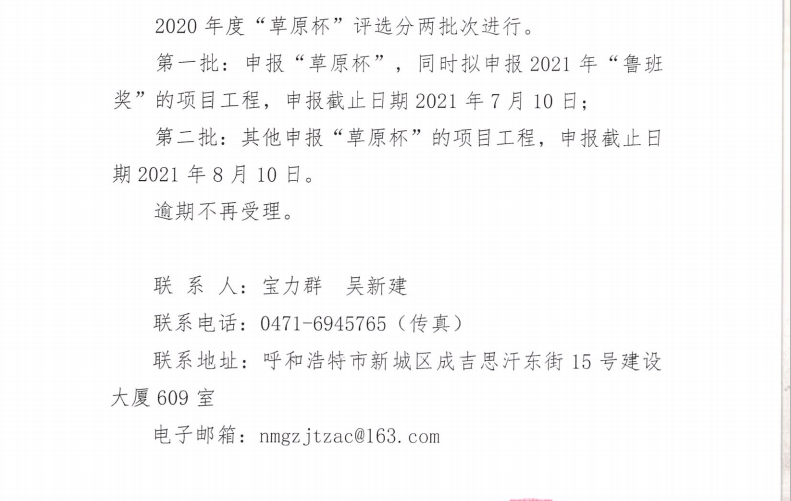 2020 年度“草原杯”评选分两批次进行。
第一批：申报“草原杯”，同时拟申报 2021 年“鲁班
奖”的项目工程，申报截止日期 2021 年 7 月 10 日；
第二批：其他申报“草原杯”的项目工程，申报截止日
期 2021 年 8 月 10 日。
逾期不再受理。
联 系 人：宝力群 吴新建
联系电话：0471-6945765（传真）
联系地址：呼和浩特市新城区成吉思汗东街 15 号建设
大厦 609 室
电子邮箱：nmgzjtzac@163.com